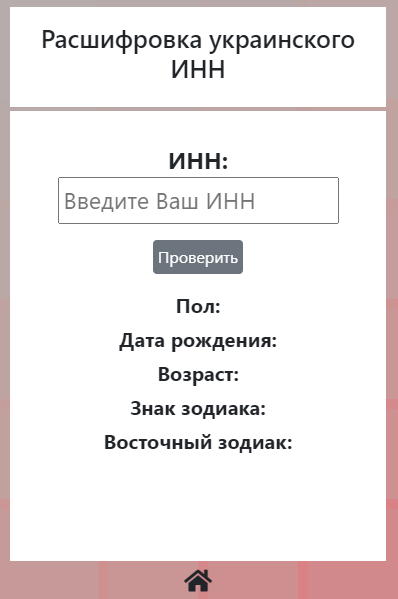 Расшифровка украинского
ИНН
ИНН:
Введите Ваш ИНН
Проверить
Пол:
Дата рождения:
Возраст:
Знак зодиака:
Восточный зодиак: